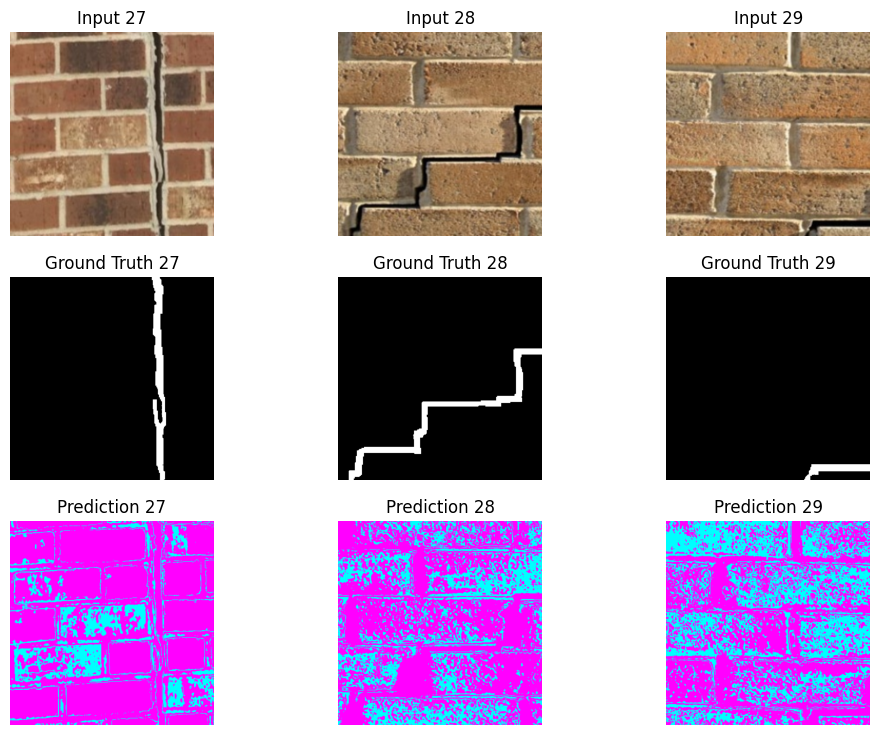 Input 27
Input 28
Input 29
Ground Truth 27
Ground Truth 28
Ground Truth 29
Prediction 27
Prediction 28
Prediction 29